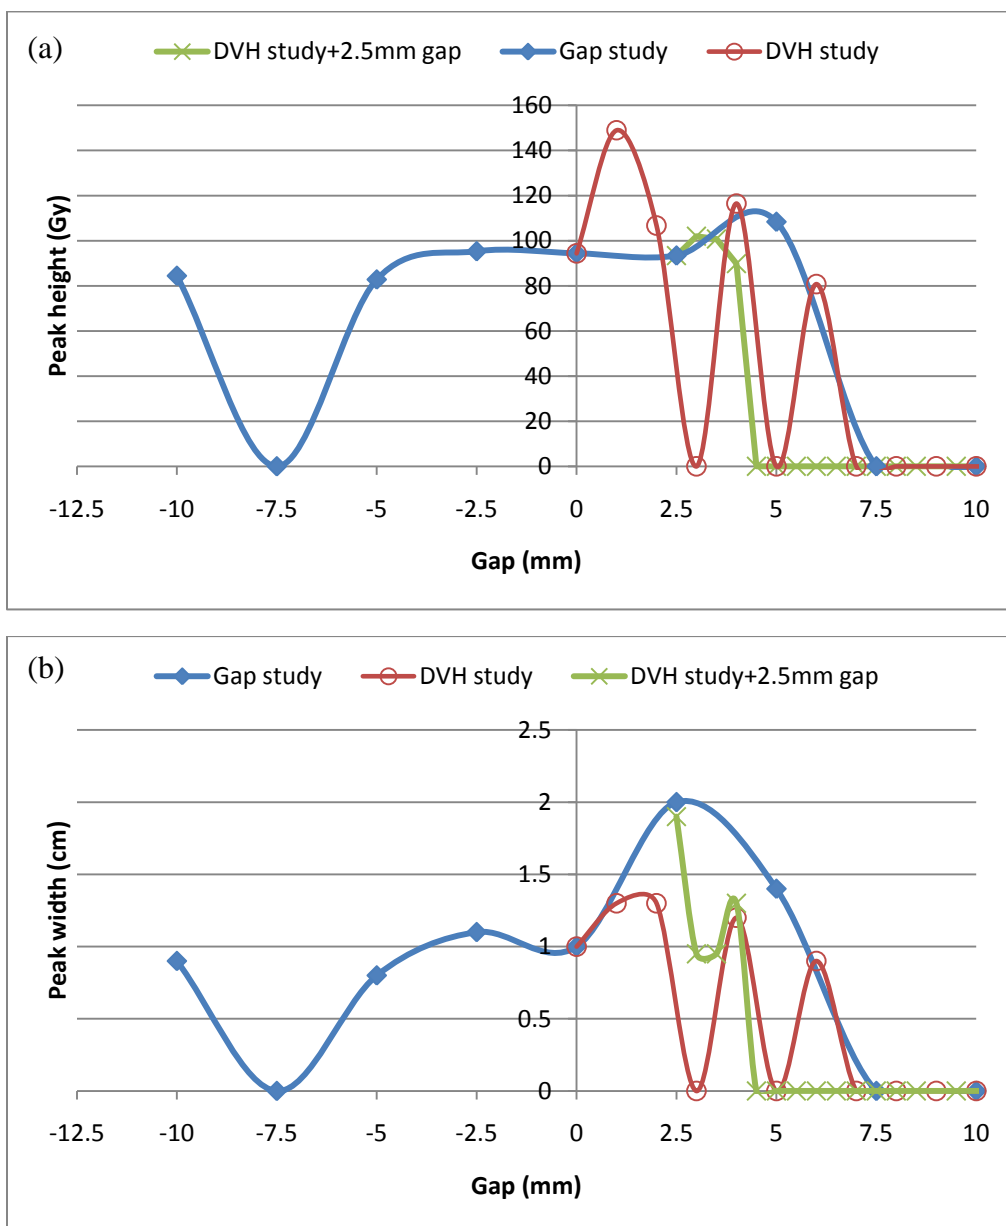 (a)
DVH study+2.5mm gap Gap study DVH study
160
140
120
100
80
60
40
20
0
Peak height (Gy)
-12.5 -10 -7.5 -5 -2.5 0 2.5 5 7.5 10
Gap (mm)
(b)
Gap study DVH study DVH study+2.5mm gap
2.5
2
1.5
1
0.5
0
Peak width (cm)
-12.5 -10 -7.5 -5 -2.5 0 2.5 5 7.5 10
Gap (mm)